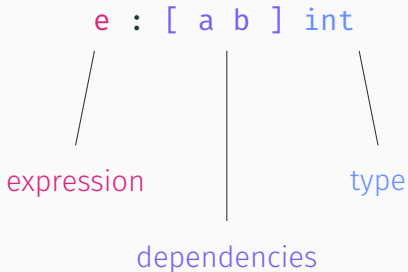 e : [ a b ] int
expression
type
dependencies